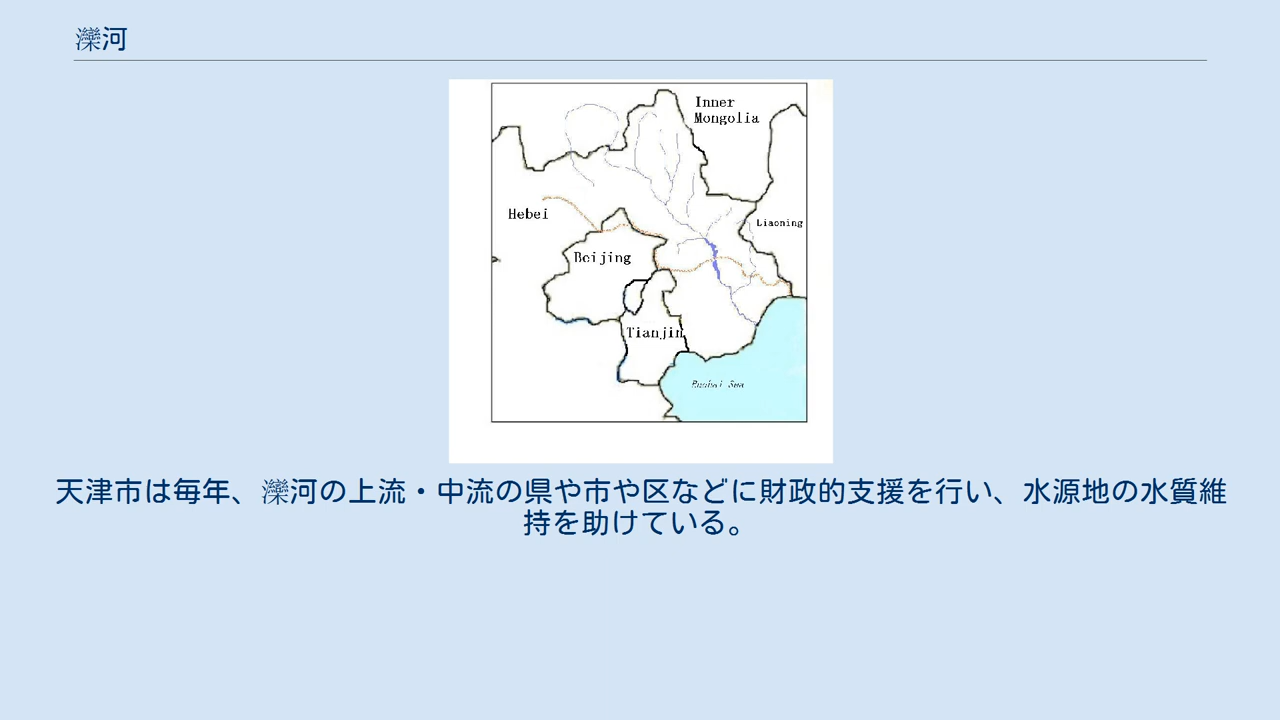 灤河
Inner
Mongolia
Hebei
Liaoning
Beijing
Tianjin
天津市は毎年、灤河の上流・中流の県や市や区などに財政的支援を行い、水源地の水質維
持を助けている。